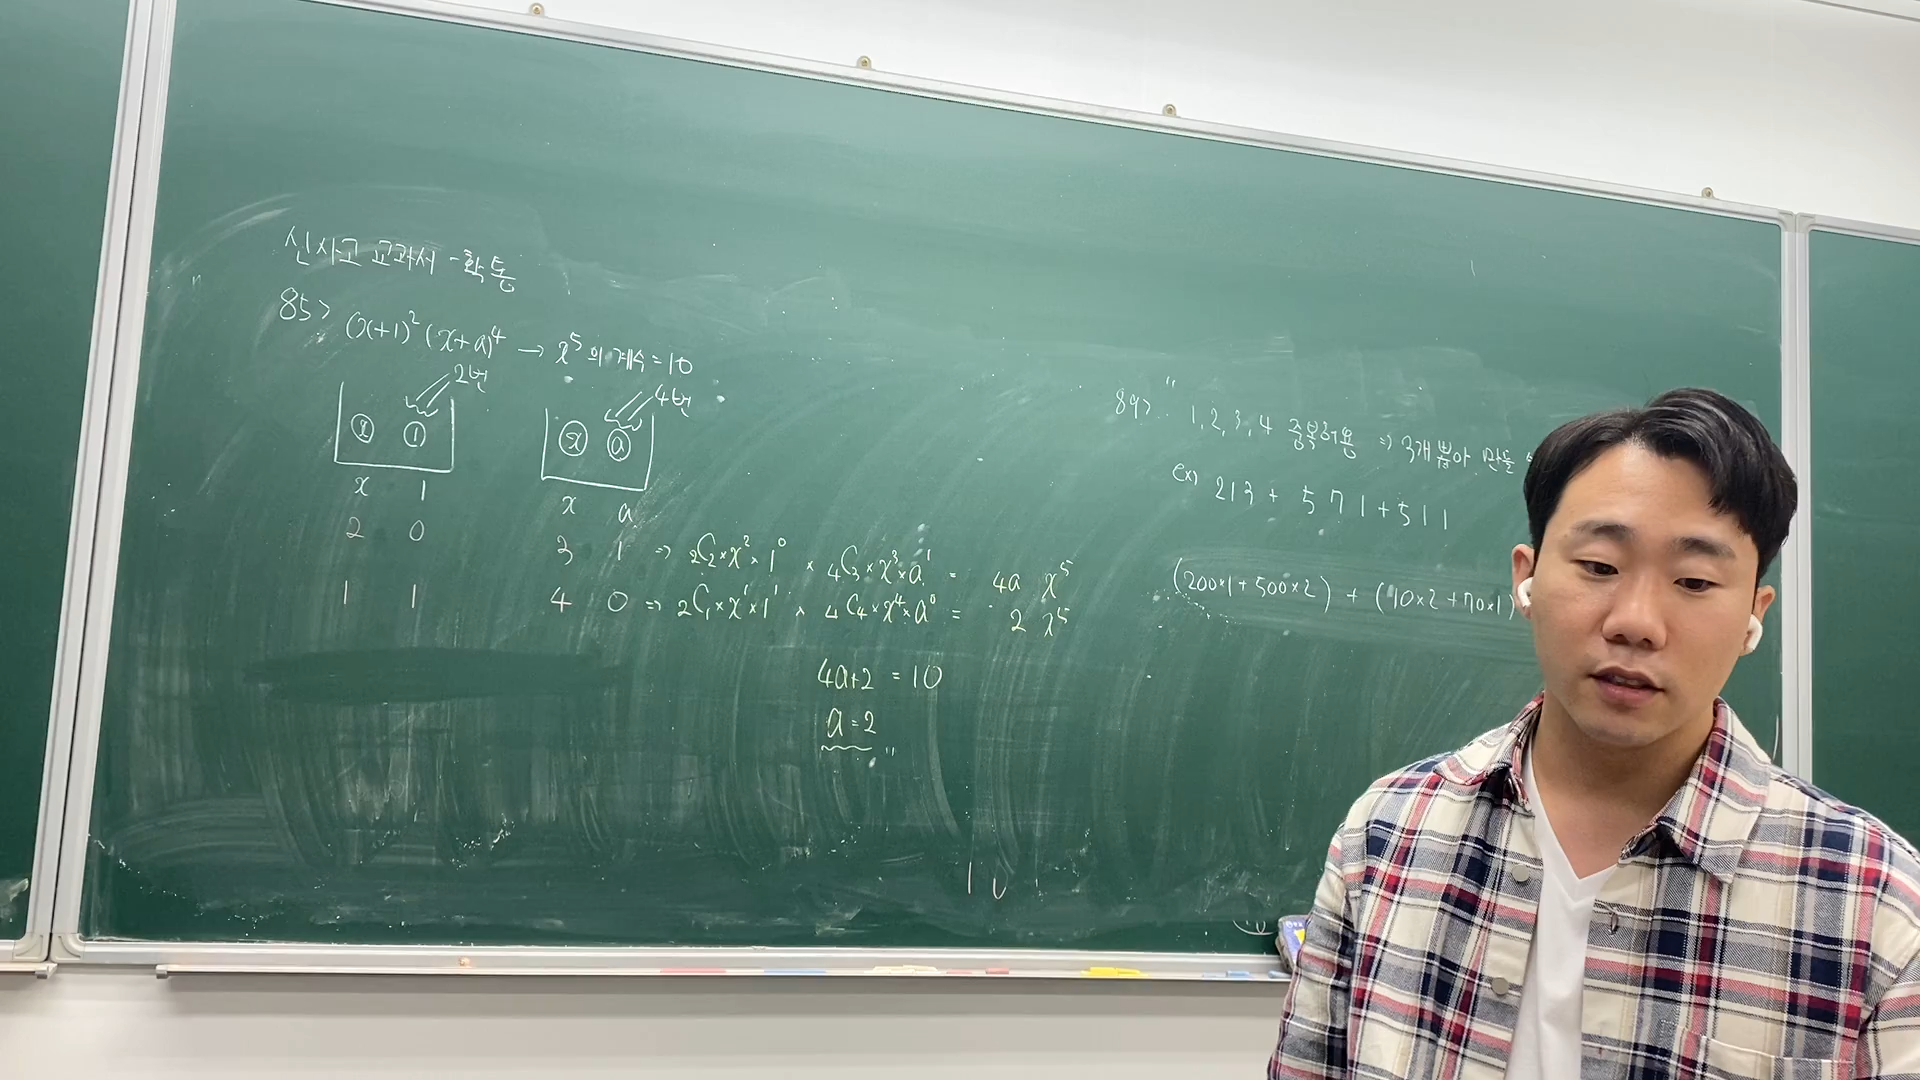 신사고 교과서 - 확통
85> (x+1)² (x+a)⁴ → x⁵의 계수 = 10
2번
4번
x 1
x a
x 1
x a
2 0
3 1 ⇒ ₂C₂ × x² × 1⁰ × ₄C₃ × x³ × a¹ = 4a x⁵
1 1
4 0 ⇒ ₂C₁ × x¹ × 1¹ × ₄C₄ × x⁴ × a⁰ = 2 x⁵
4a+2 = 10
a = 2
89>
1, 2, 3, 4 중복허용 ⇒ 3개 뽑아 만들
ex) 213 + 571 + 511
(200×1 + 500×2) + (10×2 + 70×1)